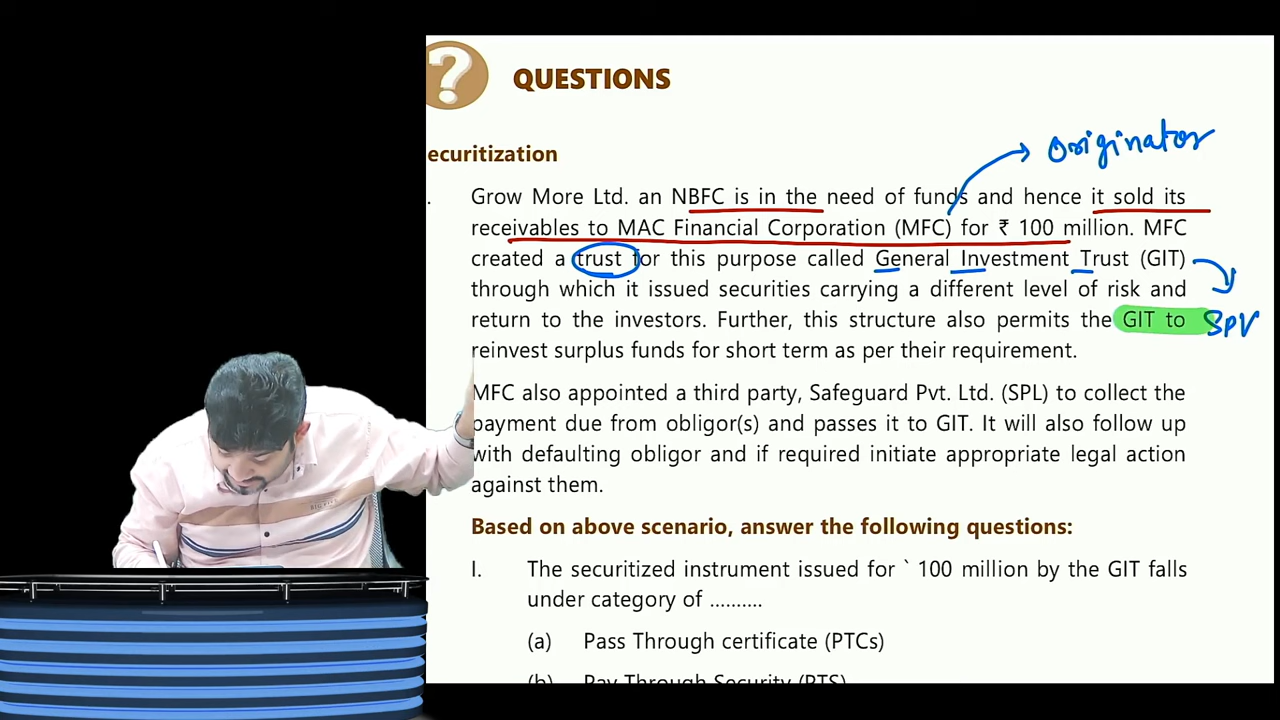 ?
QUESTIONS
ecuritization
Originator
. Grow More Ltd. an NBFC is in the need of funds and hence it sold its
receivables to MAC Financial Corporation (MFC) for ₹ 100 million. MFC
created a trust for this purpose called General Investment Trust (GIT)
through which it issued securities carrying a different level of risk and
return to the investors. Further, this structure also permits the GIT to
SPV
reinvest surplus funds for short term as per their requirement.
MFC also appointed a third party, Safeguard Pvt. Ltd. (SPL) to collect the
payment due from obligor(s) and passes it to GIT. It will also follow up
with defaulting obligor and if required initiate appropriate legal action
against them.
Based on above scenario, answer the following questions:
I. The securitized instrument issued for ` 100 million by the GIT falls
under category of ..........
(a) Pass Through certificate (PTCs)
(b) Pay Through Security (PTS)